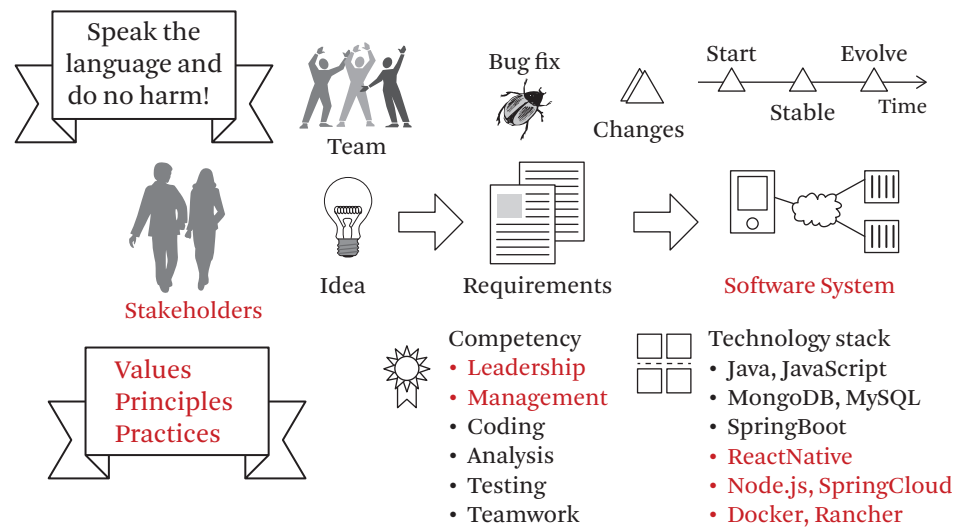 Speak the
language and
do no harm!
Team
Bug fix
Changes
Start
Evolve
Stable
Time
Stakeholders
Idea
Requirements
Software System
Values
Principles
Practices
Competency
• Leadership
• Management
• Coding
• Analysis
• Testing
• Teamwork
Technology stack
• Java, JavaScript
• MongoDB, MySQL
• SpringBoot
• ReactNative
• Node.js, SpringCloud
• Docker, Rancher